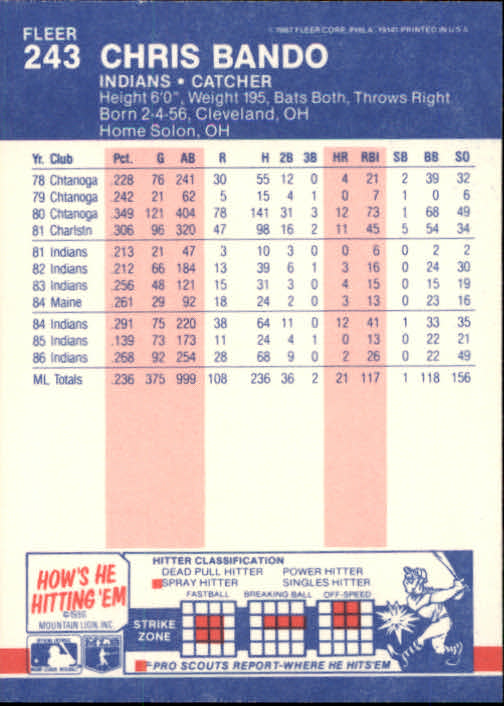 FLEER
243 CHRIS BANDO
© 1987 FLEER CORP., PHILA. 19141 PRINTED IN U.S.A.
INDIANS • CATCHER
Height 6'0", Weight 195, Bats Both, Throws Right
Born 2-4-56, Cleveland, OH
Home Solon, OH
Yr. Club Pct. G AB R H 2B 3B HR RBI SB BB SO
78 Chtanoga .228 76 241 30 55 12 0 4 21 2 39 32
79 Chtanoga .242 21 62 5 15 4 1 0 7 1 0 6
80 Chtanoga .349 121 404 78 141 31 3 12 73 1 68 49
81 Charlstn .306 96 320 47 98 16 2 11 45 5 54 34
81 Indians .213 21 47 3 10 3 0 0 6 0 2 2
82 Indians .212 66 184 13 39 6 1 3 16 0 24 30
83 Indians .256 48 121 15 31 3 0 4 15 0 15 19
84 Maine .261 29 92 18 24 2 0 3 13 0 23 16
84 Indians .291 75 220 38 64 11 0 12 41 1 33 35
85 Indians .139 73 173 11 24 4 1 0 13 0 22 21
86 Indians .268 92 254 28 68 9 0 2 26 0 22 49
ML Totals .236 375 999 108 236 36 2 21 117 1 118 156
HOW'S HE
HITTING 'EM
©1986
MOUNTAIN LION, INC.
HITTER CLASSIFICATION
DEAD PULL HITTER POWER HITTER
SPRAY HITTER SINGLES HITTER
FASTBALL BREAKING BALL OFF-SPEED
STRIKE
ZONE
PRO SCOUTS REPORT-WHERE HE HITS'EM